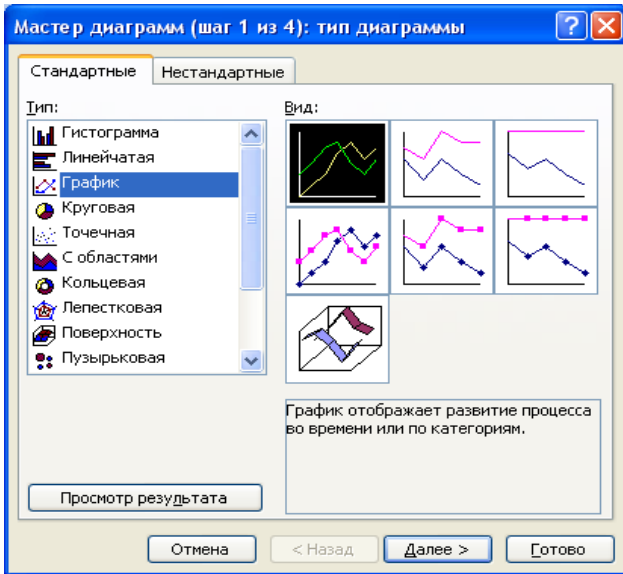 Мастер диаграмм (шаг 1 из 4): тип диаграммы
Стандартные Нестандартные
Тип: Вид:
Гистограмма
Линейчатая
График
Круговая
Точечная
С областями
Кольцевая
Лепестковая
Поверхность
Пузырьковая
График отображает развитие процесса
во времени или по категориям.
Просмотр результата
Отмена < Назад Далее > Готово